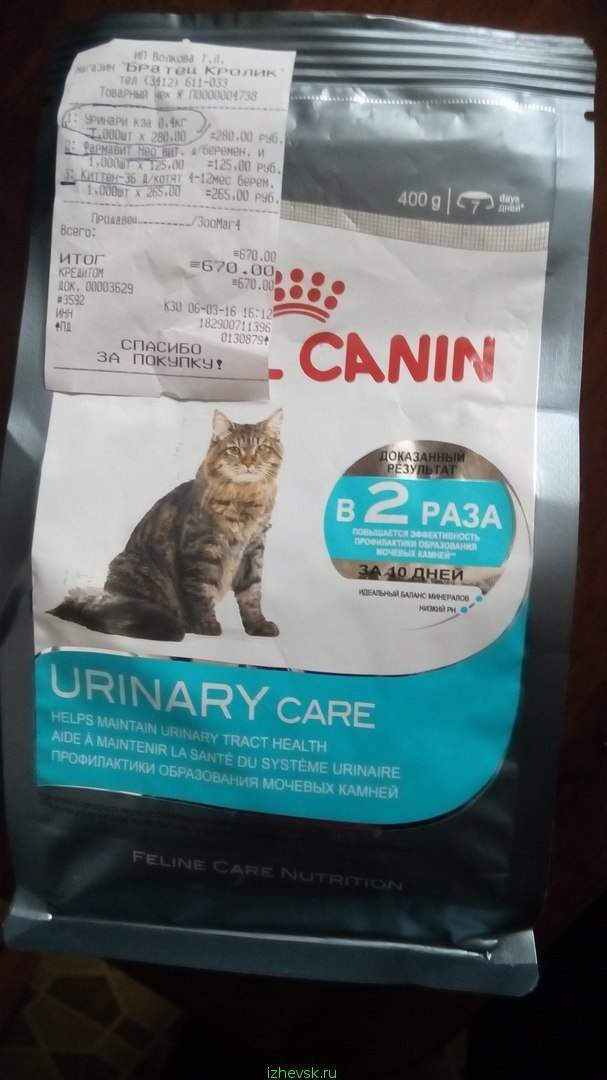 НП Волкова Т.Л.
магазин "Братец Кролик"
тел (3412) 611-033
Товарный чек # П0000004738
1: Уринари кэа 0,4кг
1,000шт x 280.00 =280.00 РУБ.
2: Фармавит Нео вит. д/беремен. и
1,000шт x 125.00 =125.00 РУБ.
3: Киттен-36 д/котят 4-12мес берем.
1,000шт x 265.00 =265.00 РУБ.
Продавец............/ЗооМаг4
Всего: ≡670.00
ИТОГ ≡670.00
КРЕДИТОМ ≡670.00
ДОК. 00003629
#3592 К30 06-03-16 16:12
ИНН 182900711396
ПД 0130879
СПАСИБО
ЗА ПОКУПКУ!
400 g 7 days
дней*
L CANIN
ДОКАЗАННЫЙ
РЕЗУЛЬТАТ
В 2 РАЗА
ПОВЫШАЕТСЯ ЭФФЕКТИВНОСТЬ
ПРОФИЛАКТИКИ ОБРАЗОВАНИЯ
МОЧЕВЫХ КАМНЕЙ**
ЗА 10 ДНЕЙ
ИДЕАЛЬНЫЙ БАЛАНС МИНЕРАЛОВ
НИЗКИЙ PH
URINARY CARE
HELPS MAINTAIN URINARY TRACT HEALTH
AIDE À MAINTENIR LA SANTÉ DU SYSTÈME URINAIRE
ПРОФИЛАКТИКИ ОБРАЗОВАНИЯ МОЧЕВЫХ КАМНЕЙ
FELINE CARE NUTRITION
izhevsk.ru